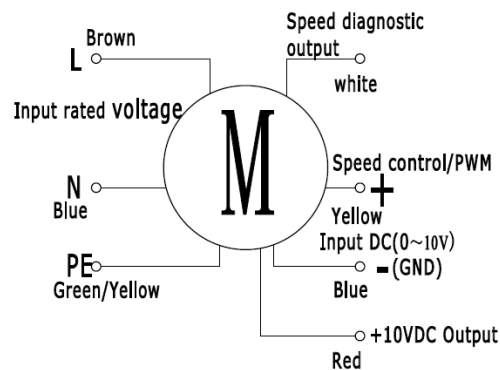 Brown
L
Input rated voltage
N
Blue
PE
Green/Yellow
M
Speed diagnostic
output
white
Speed control/PWM
+
Yellow
Input DC(0～10V)
-(GND)
Blue
+10VDC Output
Red